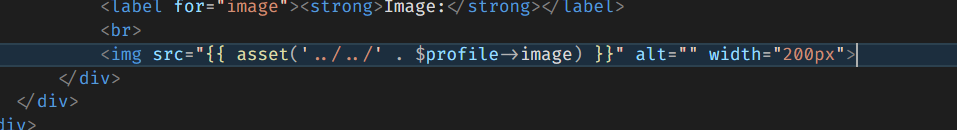 <label for="image"><strong>Image:</strong></label>
<br>
<img src="{{ asset('../../' . $profile->image) }}" alt="" width="200px">
</div>
</div>
div>